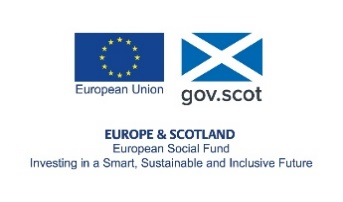 European Union
gov.scot
EUROPE & SCOTLAND
European Social Fund
Investing in a Smart, Sustainable and Inclusive Future